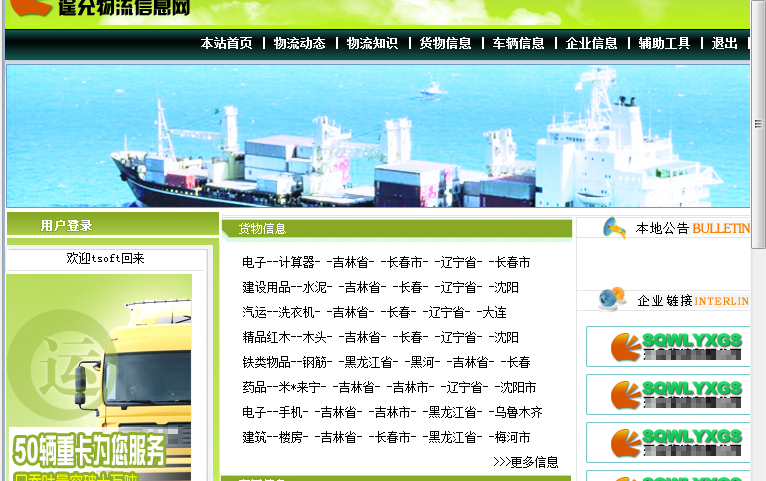 物流信息网
本站首页 | 物流动态 | 物流知识 | 货物信息 | 车辆信息 | 企业信息 | 辅助工具 | 退出 |
用户登录
欢迎tsoft回来
运
50辆重卡为您服务
货物信息
电子--计算器- -吉林省- -长春市- -辽宁省- -长春市
建设用品--水泥- -吉林省- -长春- -辽宁省- -沈阳
汽运--洗衣机- -吉林省- -长春- -辽宁省- -大连
精品红木--木头- -吉林省- -长春- -辽宁省- -沈阳
铁类物品--钢筋- -黑龙江省- -黑河- -吉林省- -长春
药品--米*来宁- -吉林省- -吉林市- -辽宁省- -沈阳市
电子--手机- -吉林省- -吉林市- -黑龙江省- -乌鲁木齐
建筑--楼房- -吉林省- -长春市- -黑龙江省- -梅河市
>>>更多信息
本地公告 BULLETIN
企业链接 INTERLIN
SQWLYXGS
SQWLYXGS
SQWLYXGS